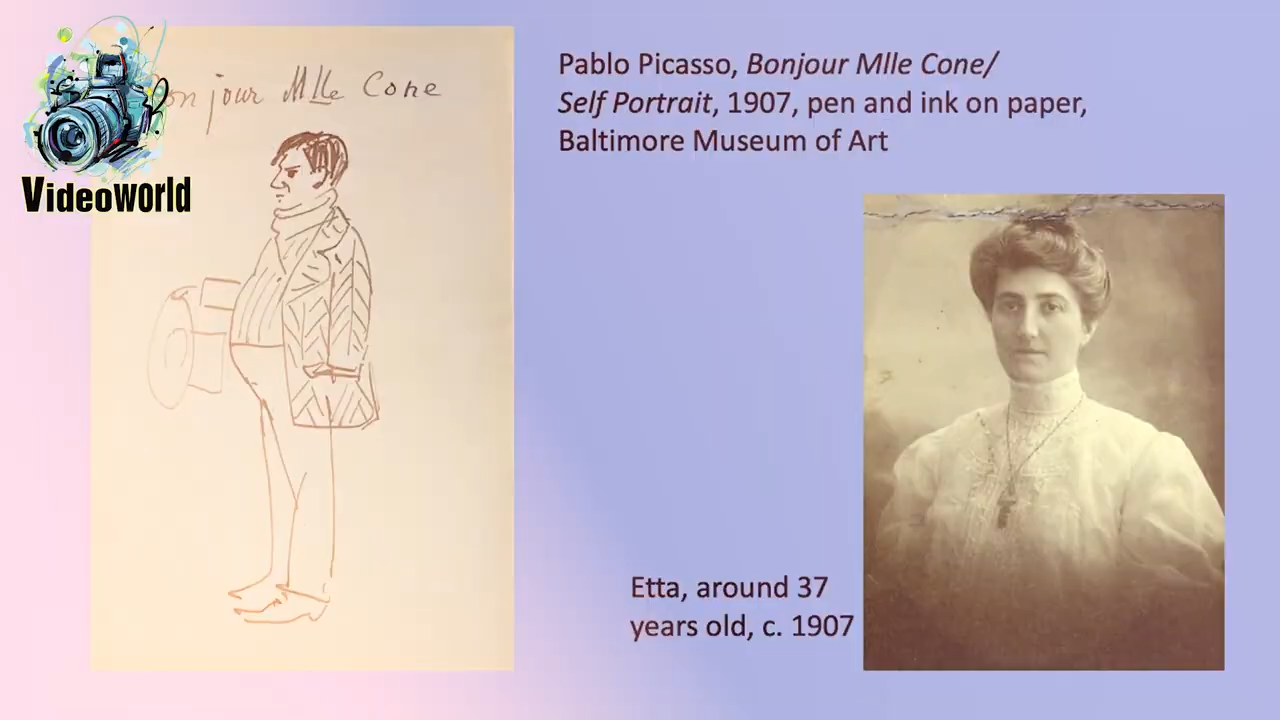 Videoworld
onjour Mlle Cone
Pablo Picasso, Bonjour Mlle Cone/
Self Portrait, 1907, pen and ink on paper,
Baltimore Museum of Art
Etta, around 37
years old, c. 1907